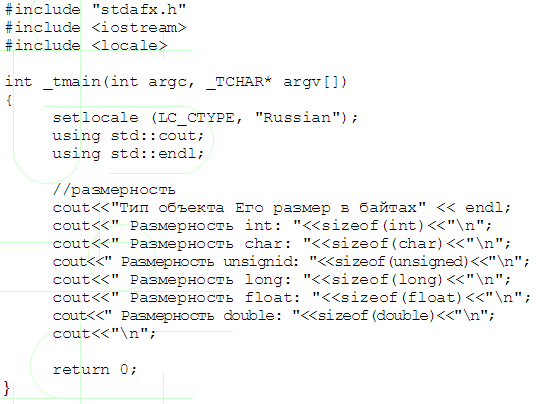 #include "stdafx.h"
#include <iostream>
#include <locale>
int _tmain(int argc, _TCHAR* argv[])
{
setlocale (LC_CTYPE, "Russian");
using std::cout;
using std::endl;
//размерность
cout<<"Тип объекта Его размер в байтах" << endl;
cout<<" Размерность int: "<<sizeof(int)<<"\n";
cout<<" Размерность char: "<<sizeof(char)<<"\n";
cout<<" Размерность unsignid: "<<sizeof(unsigned)<<"\n";
cout<<" Размерность long: "<<sizeof(long)<<"\n";
cout<<" Размерность float: "<<sizeof(float)<<"\n";
cout<<" Размерность double: "<<sizeof(double)<<"\n";
cout<<"\n";
return 0;
}